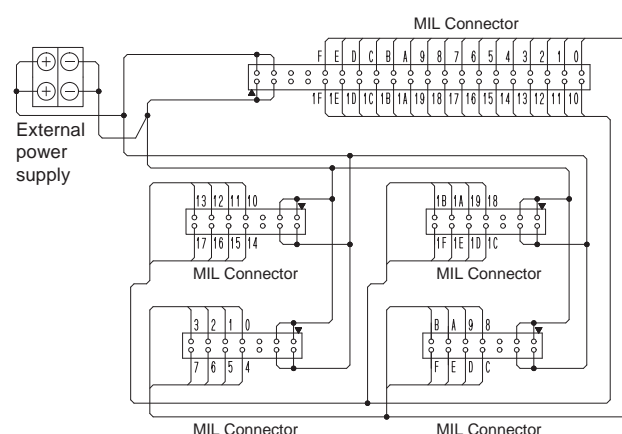 MIL Connector
F E D C B A 9 8 7 6 5 4 3 2 1 0
+ −
+ −
1F 1E 1D 1C 1B 1A 19 18 17 16 15 14 13 12 11 10
External
power
supply
13 12 11 10
1B 1A 19 18
17 16 15 14
1F 1E 1D 1C
MIL Connector
MIL Connector
3 2 1 0
B A 9 8
7 6 5 4
F E D C
MIL Connector
MIL Connector